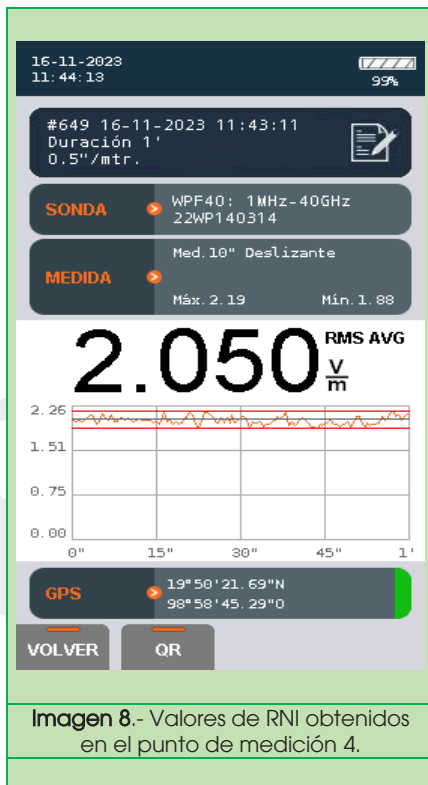 16-11-2023
11:44:13
99%
#649 16-11-2023 11:43:11
Duración 1'
0.5"/mtr.
SONDA
WPF40: 1MHz-40GHz
22WP140314
MEDIDA
Med.10" Deslizante
Máx.2.19 Mín.1.88
2.050 RMS AVG
V/m
2.26
1.51
0.75
0.00
0" 15" 30" 45" 1'
GPS
19°50'21.69"N
98°58'45.29"O
VOLVER QR
Imagen 8.- Valores de RNI obtenidos
en el punto de medición 4.